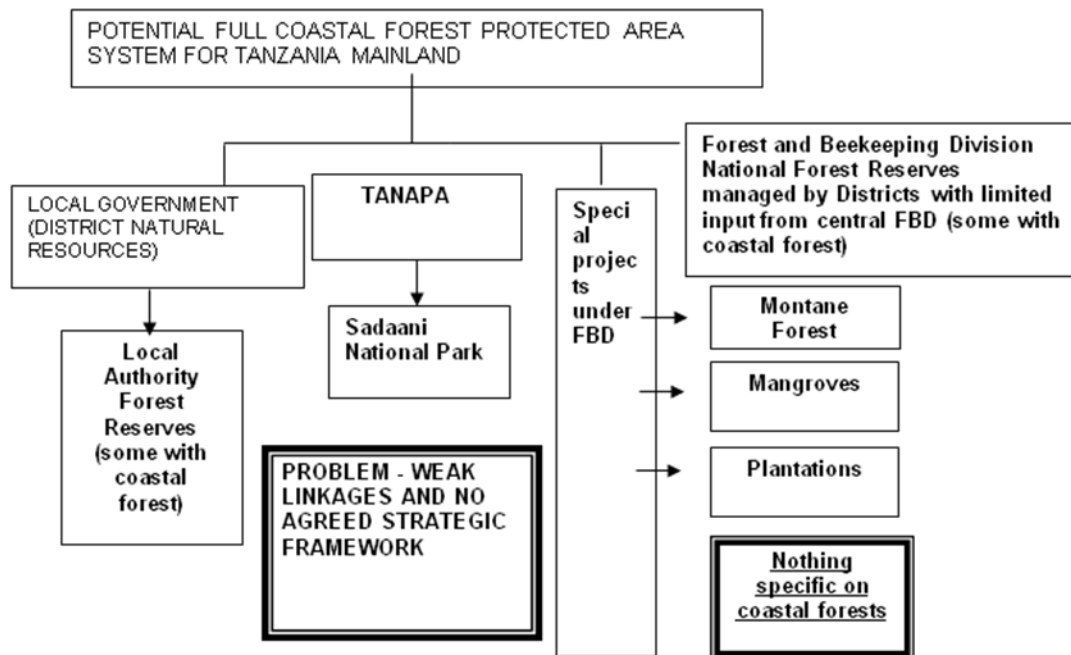 POTENTIAL FULL COASTAL FOREST PROTECTED AREA
SYSTEM FOR TANZANIA MAINLAND
LOCAL GOVERNMENT
(DISTRICT NATURAL
RESOURCES)
TANAPA
Speci
al
projec
ts
under
FBD
Forest and Beekeeping Division
National Forest Reserves
managed by Districts with limited
input from central FBD (some with
coastal forest)
Local
Authority
Forest
Reserves
(some with
coastal
forest)
Sadaani
National Park
Montane
Forest
Mangroves
Plantations
PROBLEM - WEAK
LINKAGES AND NO
AGREED STRATEGIC
FRAMEWORK
Nothing
specific on
coastal forests